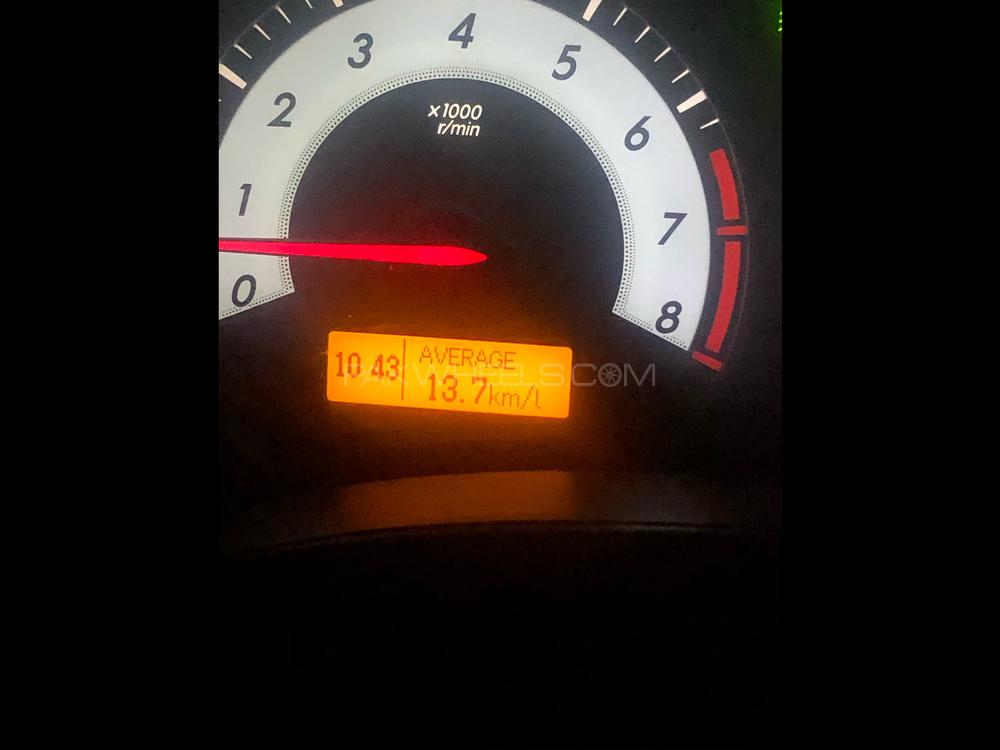 4
3
5
2
x1000
r/min
6
1
7
0
8
10 43
AVERAGE
13.7km/l
PAKWHEELS.COM